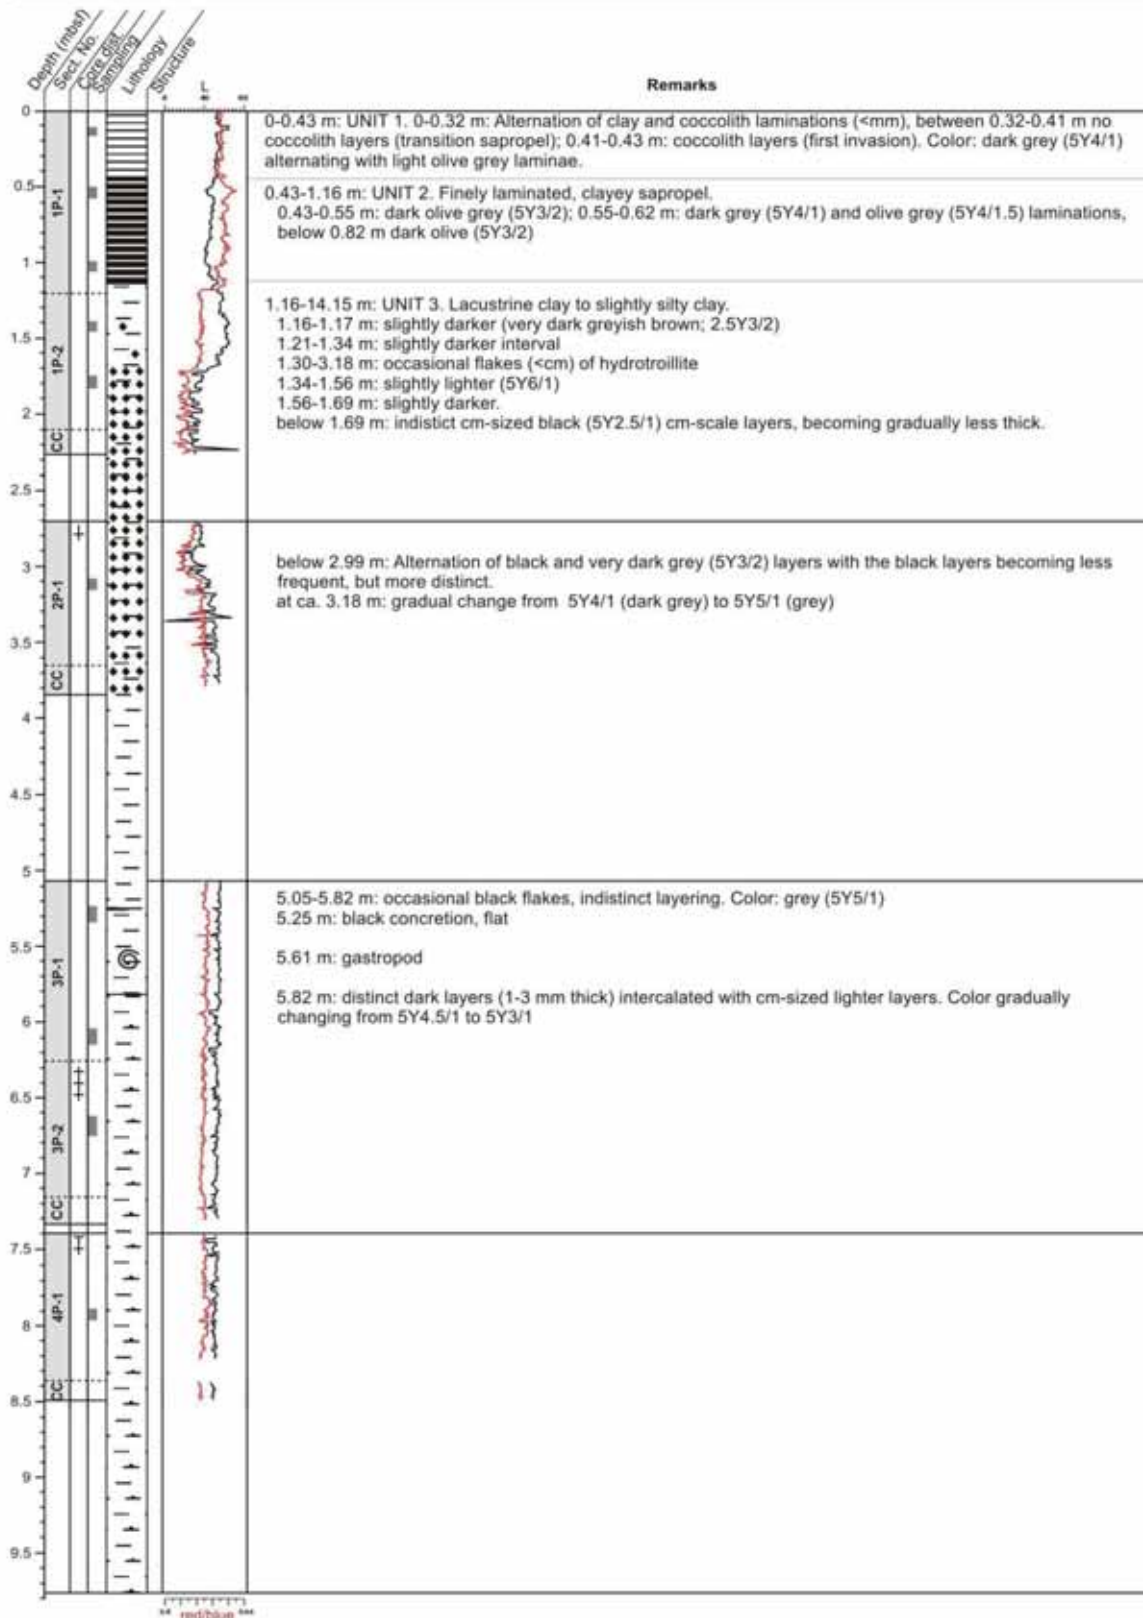 Depth (mbsf)
Sect. No.
Core dist.
Sampling
Lithology
Structure
L
Remarks
0
0-0.43 m: UNIT 1. 0-0.32 m: Alternation of clay and coccolith laminations (<mm), between 0.32-0.41 m no
coccolith layers (transition sapropel); 0.41-0.43 m: coccolith layers (first invasion). Color: dark grey (5Y4/1)
alternating with light olive grey laminae.
1P-1
0.5
0.43-1.16 m: UNIT 2. Finely laminated, clayey sapropel.
0.43-0.55 m: dark olive grey (5Y3/2); 0.55-0.62 m: dark grey (5Y4/1) and olive grey (5Y4/1.5) laminations,
below 0.82 m dark olive (5Y3/2)
1
1.16-14.15 m: UNIT 3. Lacustrine clay to slightly silty clay.
1.16-1.17 m: slightly darker (very dark greyish brown; 2.5Y3/2)
1.21-1.34 m: slightly darker interval
1.30-3.18 m: occasional flakes (<cm) of hydrotroillite
1.34-1.56 m: slightly lighter (5Y6/1)
1.56-1.69 m: slightly darker.
below 1.69 m: indistict cm-sized black (5Y2.5/1) cm-scale layers, becoming gradually less thick.
1.5
1P-2
2
CC
2.5
3
2P-1
below 2.99 m: Alternation of black and very dark grey (5Y3/2) layers with the black layers becoming less
frequent, but more distinct.
at ca. 3.18 m: gradual change from 5Y4/1 (dark grey) to 5Y5/1 (grey)
3.5
CC
4
4.5
5
5.05-5.82 m: occasional black flakes, indistinct layering. Color: grey (5Y5/1)
5.25 m: black concretion, flat
5.5
3P-1
5.61 m: gastropod
5.82 m: distinct dark layers (1-3 mm thick) intercalated with cm-sized lighter layers. Color gradually
changing from 5Y4.5/1 to 5Y3/1
6
6.5
3P-2
7
CC
7.5
4P-1
8
CC
8.5
9
9.5
red/blue